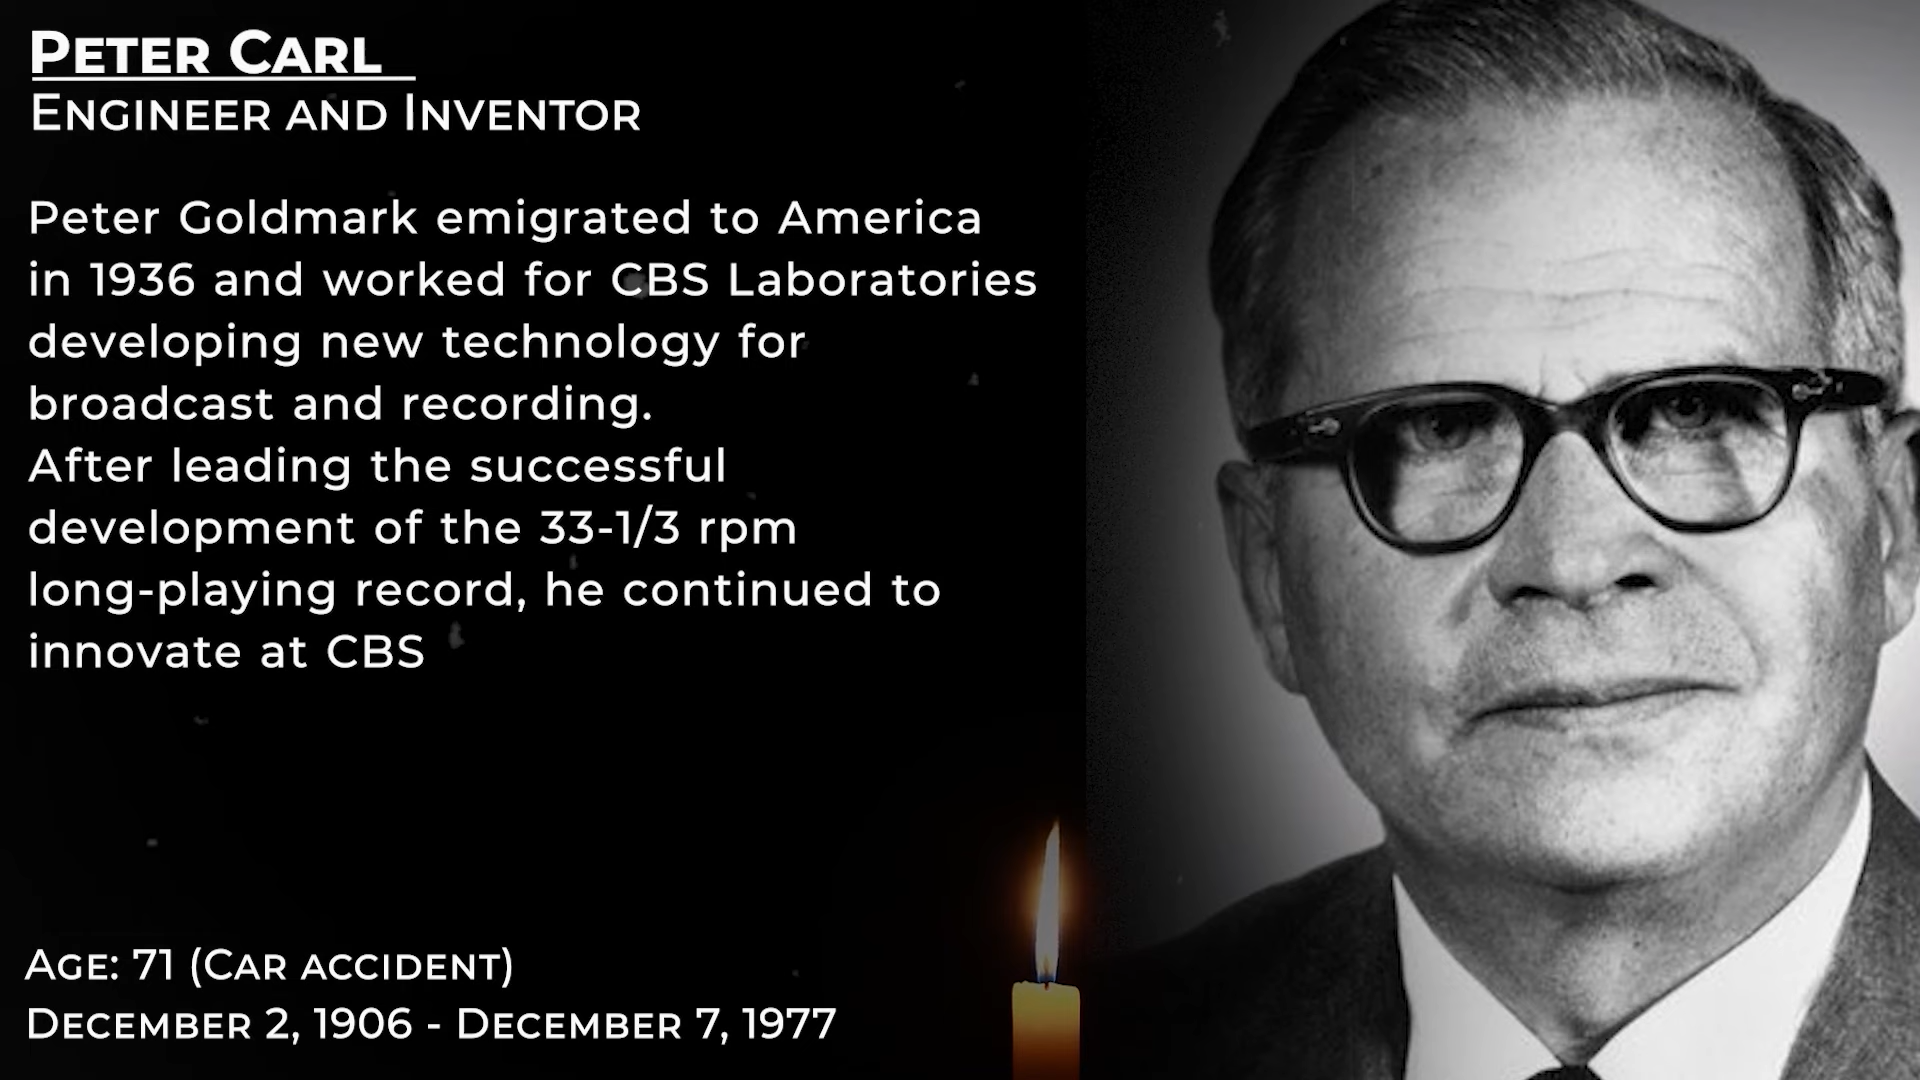 Peter Carl
Engineer and Inventor
Peter Goldmark emigrated to America
in 1936 and worked for CBS Laboratories
developing new technology for
broadcast and recording.
After leading the successful
development of the 33-1/3 rpm
long-playing record, he continued to
innovate at CBS
Age: 71 (Car accident)
December 2, 1906 - December 7, 1977